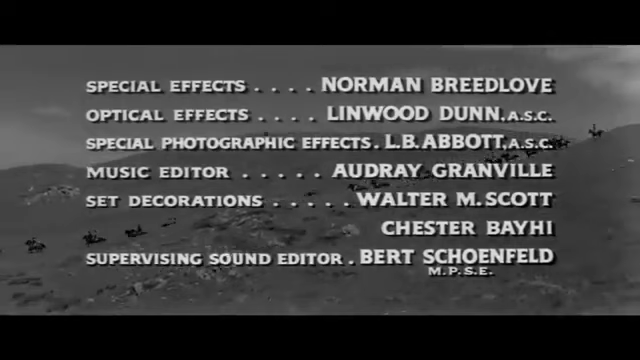 SPECIAL EFFECTS . . . . NORMAN BREEDLOVE
OPTICAL EFFECTS . . . . LINWOOD DUNN, A.S.C.
SPECIAL PHOTOGRAPHIC EFFECTS . L.B. ABBOTT, A.S.C.
MUSIC EDITOR . . . . . AUDRAY GRANVILLE
SET DECORATIONS . . . . . WALTER M. SCOTT
CHESTER BAYHI
SUPERVISING SOUND EDITOR . BERT SCHOENFELD
M.P.S.E.